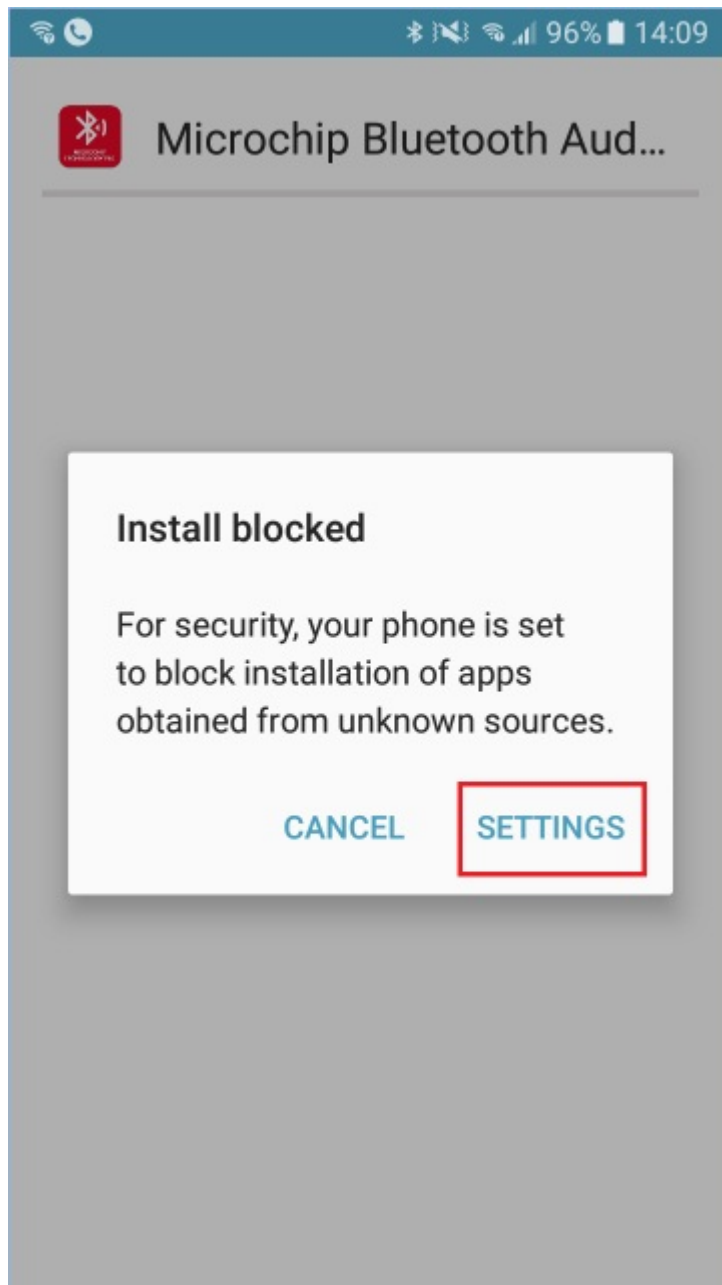 96% 14:09
Microchip Bluetooth Aud...
Install blocked
For security, your phone is set
to block installation of apps
obtained from unknown sources.
CANCEL SETTINGS